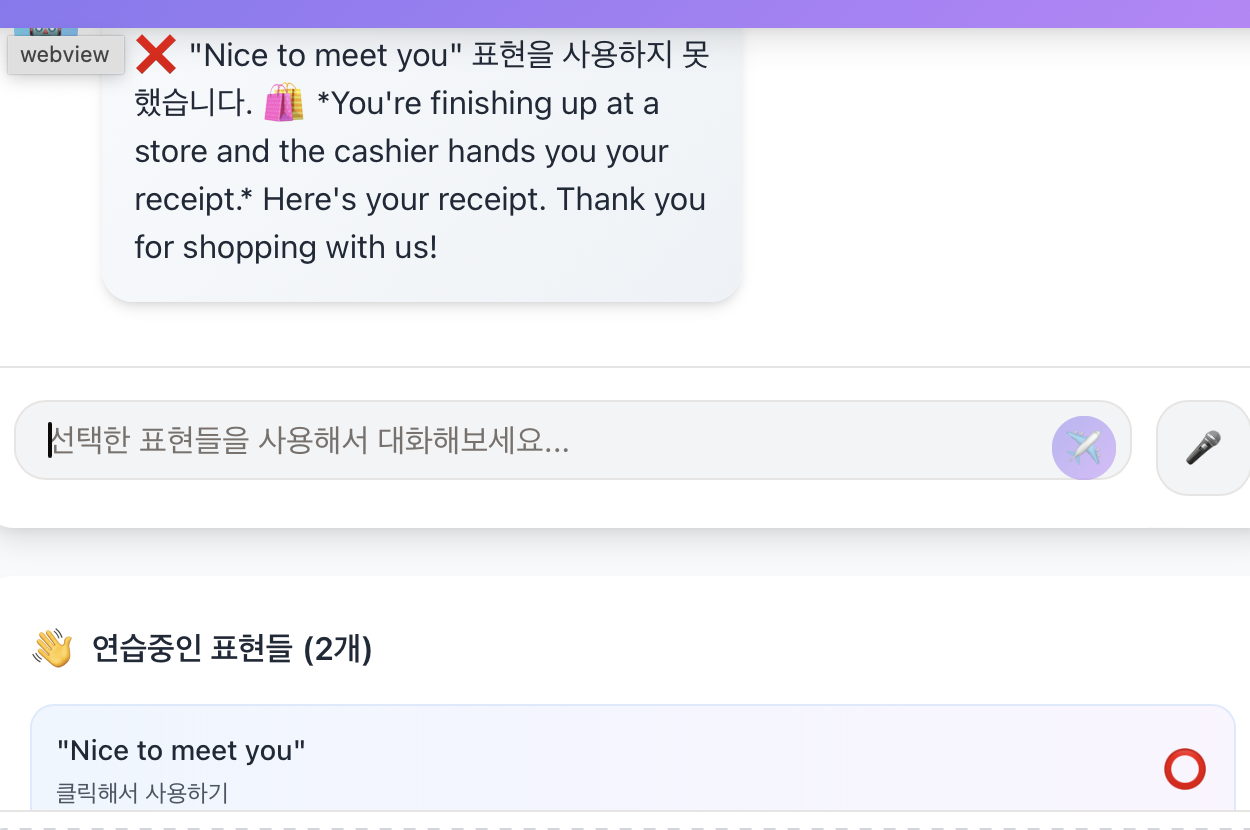 webview
❌ "Nice to meet you" 표현을 사용하지 못
했습니다. 🛍️ *You're finishing up at a
store and the cashier hands you your
receipt.* Here's your receipt. Thank you
for shopping with us!
선택한 표현들을 사용해서 대화해보세요...
👋 연습중인 표현들 (2개)
"Nice to meet you"
클릭해서 사용하기